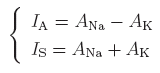 I_A = A_Na − A_K
I_S = A_Na + A_K